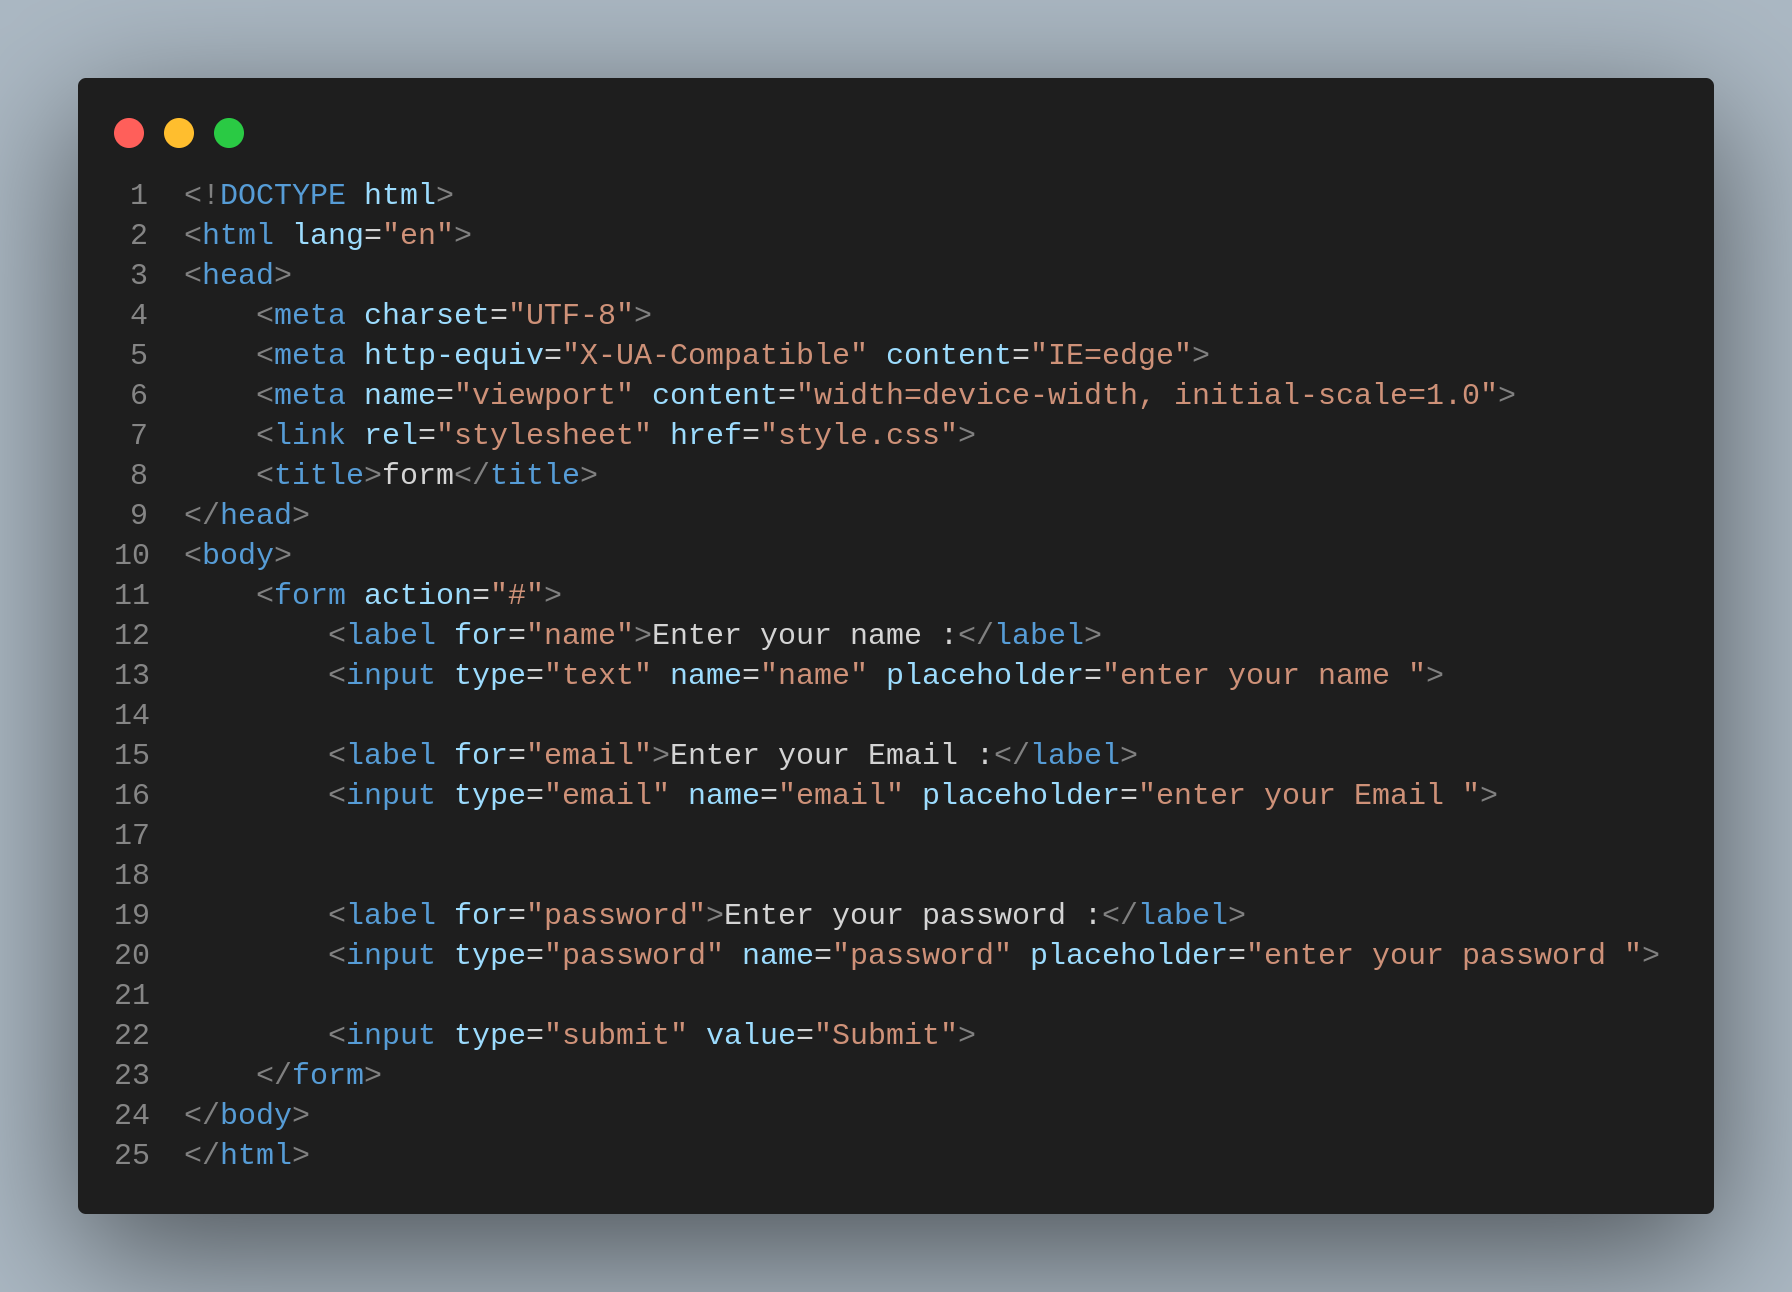 1 <!DOCTYPE html>
2 <html lang="en">
3 <head>
4     <meta charset="UTF-8">
5     <meta http-equiv="X-UA-Compatible" content="IE=edge">
6     <meta name="viewport" content="width=device-width, initial-scale=1.0">
7     <link rel="stylesheet" href="style.css">
8     <title>form</title>
9 </head>
10 <body>
11     <form action="#">
12         <label for="name">Enter your name :</label>
13         <input type="text" name="name" placeholder="enter your name ">
14
15         <label for="email">Enter your Email :</label>
16         <input type="email" name="email" placeholder="enter your Email ">
17
18
19         <label for="password">Enter your password :</label>
20         <input type="password" name="password" placeholder="enter your password ">
21
22         <input type="submit" value="Submit">
23     </form>
24 </body>
25 </html>